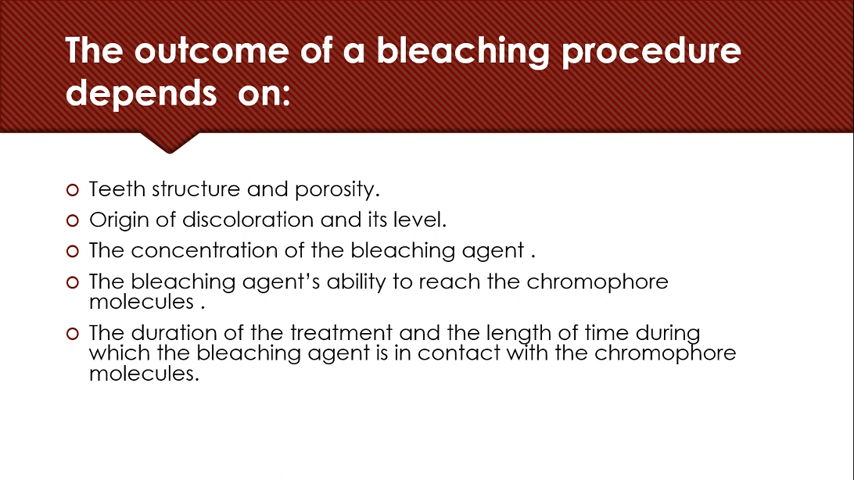 The outcome of a bleaching procedure
depends  on:
Teeth structure and porosity.
Origin of discoloration and its level.
The concentration of the bleaching agent .
The bleaching agent’s ability to reach the chromophore
molecules .
The duration of the treatment and the length of time during
which the bleaching agent is in contact with the chromophore
molecules.